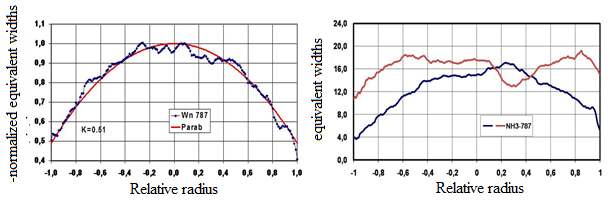 -normalized equivalent widths
1,1
1,0
0,9
0,8
0,7
0,6
0,5
0,4
K=0.51
Wn 787
Parab
-1,0 -0,8 -0,6 -0,4 -0,2 0,0 0,2 0,4 0,6 0,8 1,0
Relative radius
equivalent widths
24,0
20,0
16,0
12,0
8,0
4,0
0,0
NH3-787
-1 -0,8 -0,6 -0,4 -0,2 0 0,2 0,4 0,6 0,8 1
Relative radius